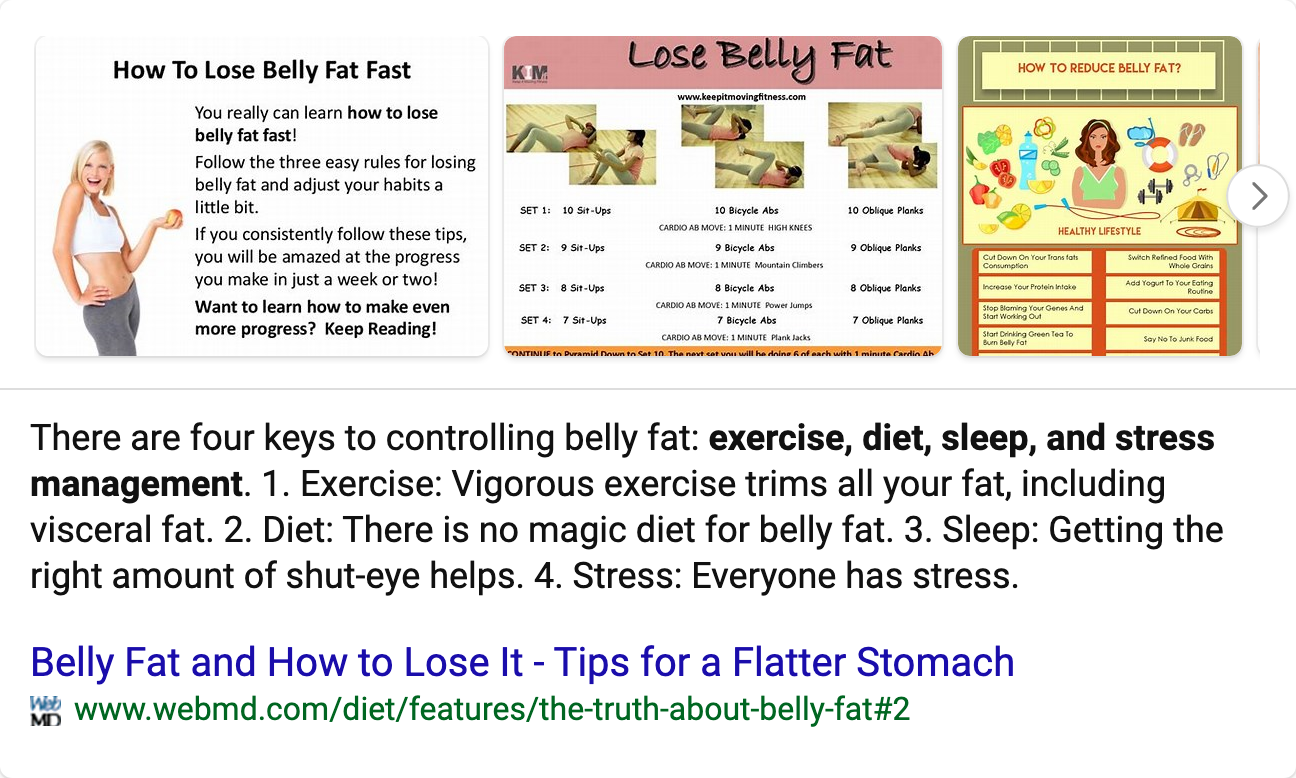 How To Lose Belly Fat Fast
You really can learn how to lose
belly fat fast!
Follow the three easy rules for losing
belly fat and adjust your habits a
little bit.
If you consistently follow these tips,
you will be amazed at the progress
you make in just a week or two!
Want to learn how to make even
more progress? Keep Reading!
Lose Belly Fat
KIM
www.keepitmovingfitness.com
SET 1: 10 Sit-Ups 10 Bicycle Abs 10 Oblique Planks
CARDIO AB MOVE: 1 MINUTE HIGH KNEES
SET 2: 9 Sit-Ups 9 Bicycle Abs 9 Oblique Planks
CARDIO AB MOVE: 1 MINUTE Mountain Climbers
SET 3: 8 Sit-Ups 8 Bicycle Abs 8 Oblique Planks
CARDIO AB MOVE: 1 MINUTE Power Jumps
SET 4: 7 Sit-Ups 7 Bicycle Abs 7 Oblique Planks
CARDIO AB MOVE: 1 MINUTE Plank Jacks
CONTINUE to Pyramid Down to Set 10. The next set you will be doing 6 of each with 1 minute Cardio Ab
HOW TO REDUCE BELLY FAT?
HEALTHY LIFESTYLE
Cut Down On Your Trans fats
Consumption
Switch Refined Food With
Whole Grains
Increase Your Protein Intake
Add Yogurt To Your Eating
Routine
Stop Blaming Your Genes And
Start Working Out
Cut Down On Your Carbs
Start Drinking Green Tea To
Burn Belly Fat
Say No To Junk Food
There are four keys to controlling belly fat: exercise, diet, sleep, and stress
management. 1. Exercise: Vigorous exercise trims all your fat, including
visceral fat. 2. Diet: There is no magic diet for belly fat. 3. Sleep: Getting the
right amount of shut-eye helps. 4. Stress: Everyone has stress.
Belly Fat and How to Lose It - Tips for a Flatter Stomach
Web
MD
www.webmd.com/diet/features/the-truth-about-belly-fat#2